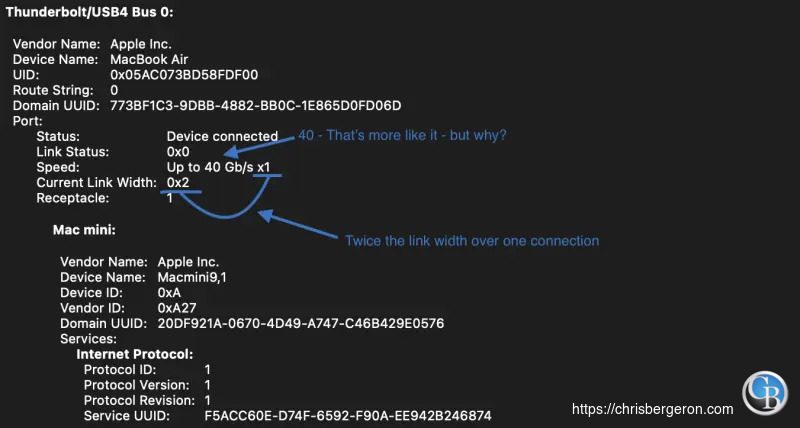 Thunderbolt/USB4 Bus 0:
Vendor Name: Apple Inc.
Device Name: MacBook Air
UID: 0x05AC073BD58FDF00
Route String: 0
Domain UUID: 773BF1C3-9DBB-4882-BB0C-1E865D0FD06D
Port:
Status: Device connected
40 - That's more like it - but why?
Link Status: 0x0
Speed: Up to 40 Gb/s x1
Current Link Width: 0x2
Receptacle: 1
Mac mini:
Twice the link width over one connection
Vendor Name: Apple Inc.
Device Name: Macmini9,1
Device ID: 0xA
Vendor ID: 0xA27
Domain UUID: 20DF921A-0670-4D49-A747-C46B429E0576
Services:
Internet Protocol:
Protocol ID: 1
Protocol Version: 1
Protocol Revision: 1
Service UUID: F5ACC60E-D74F-6592-F90A-EE942B246874
https://chrisbergeron.com
CB